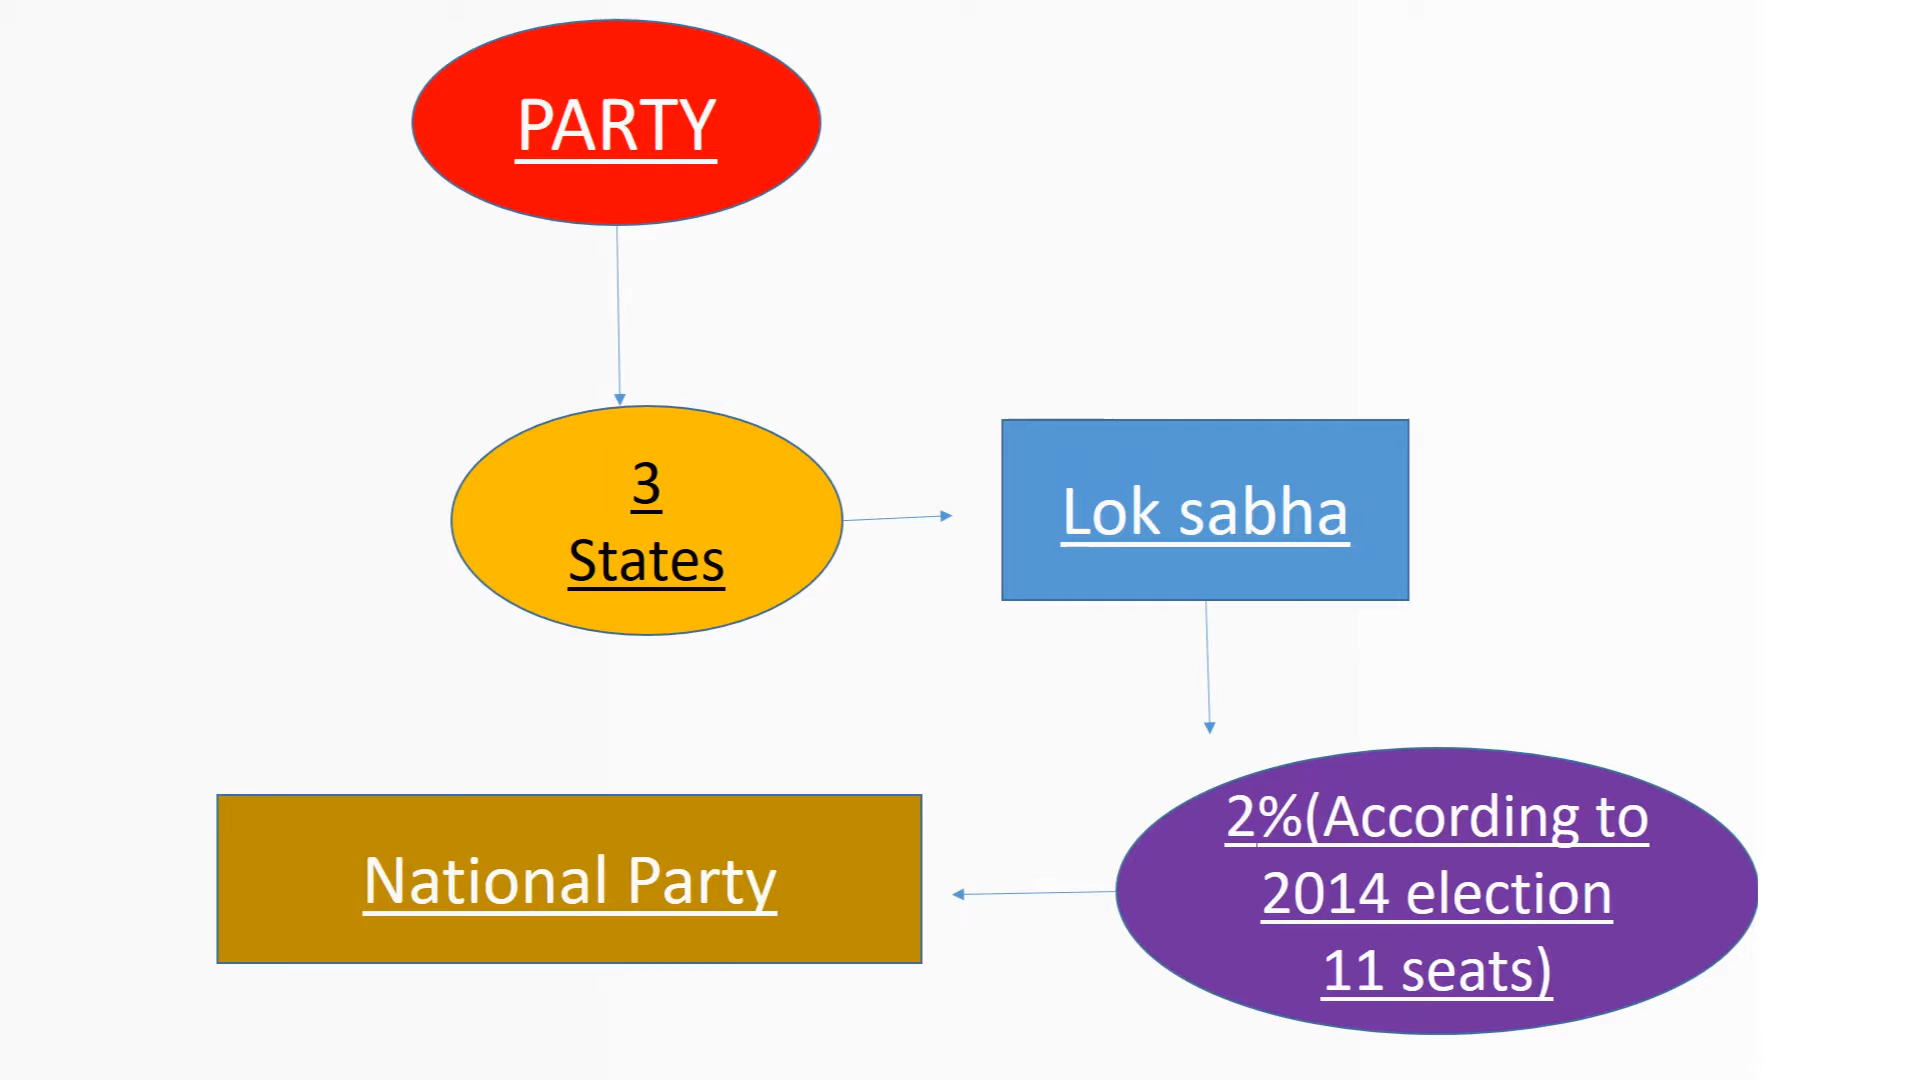 PARTY
3
States
Lok sabha
2%(According to
2014 election
11 seats)
National Party